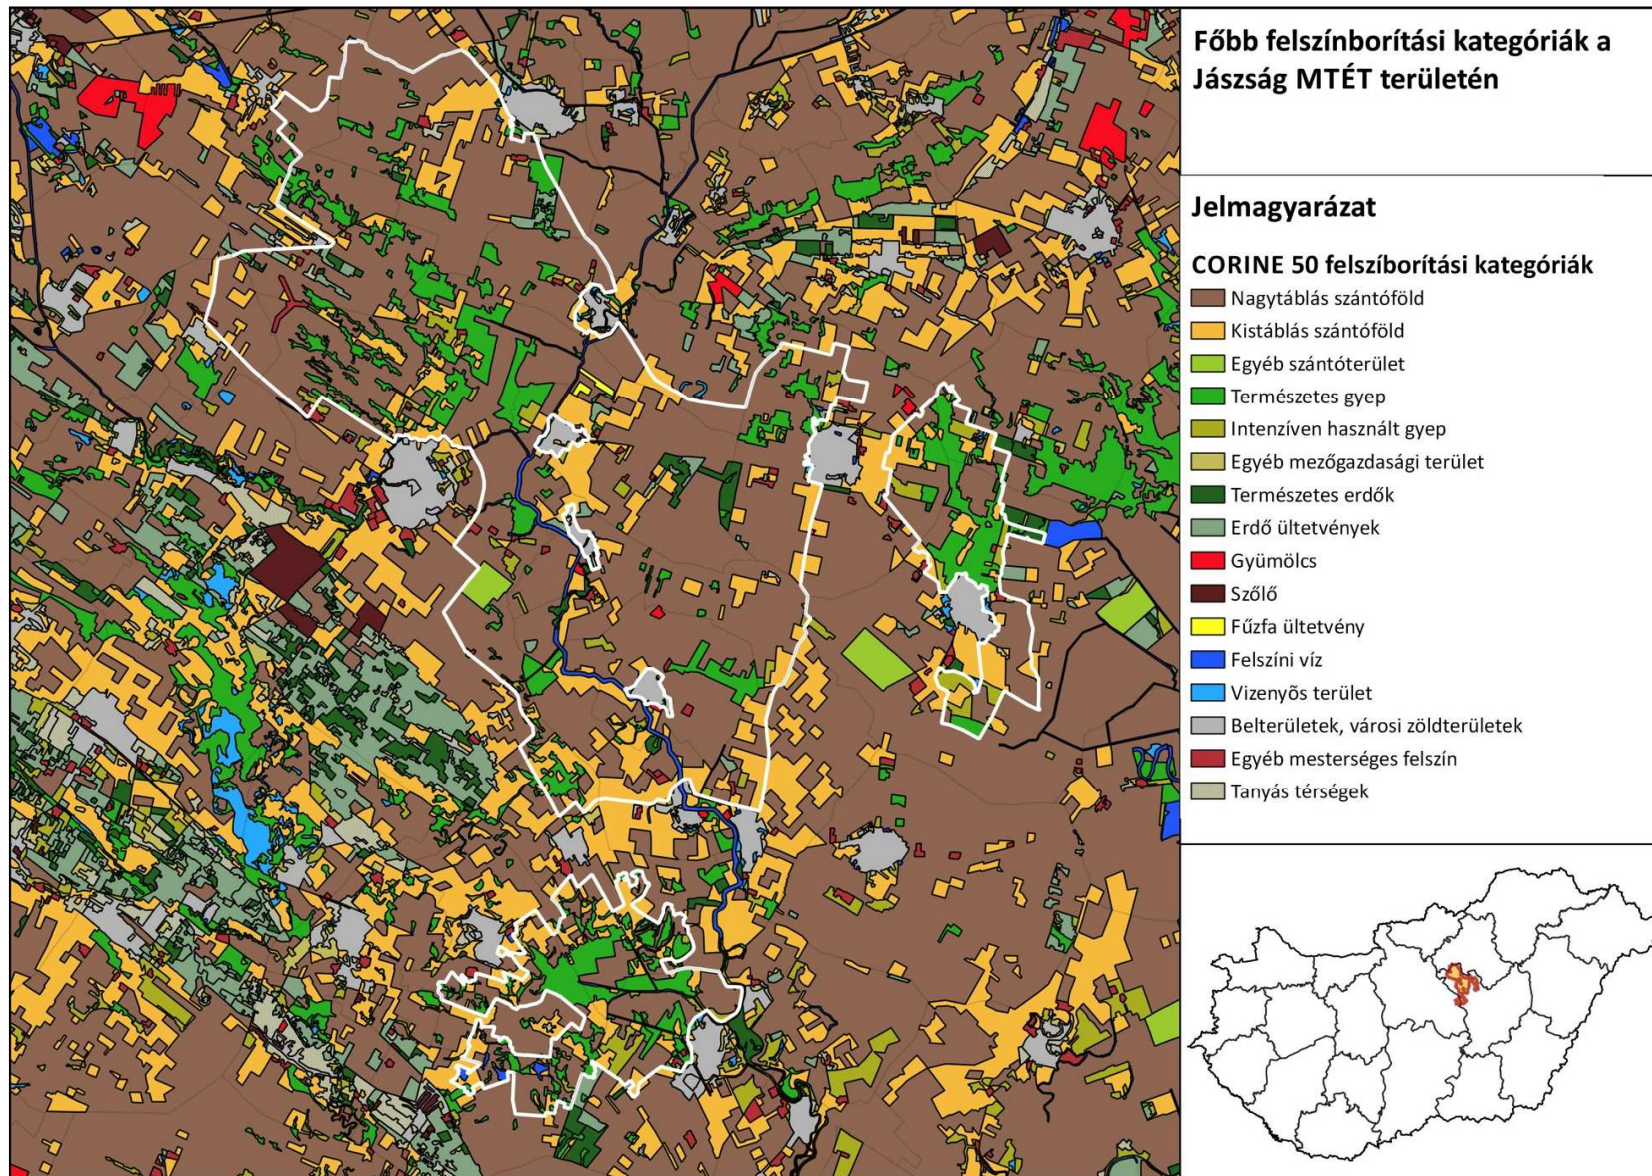 Főbb felszínborítási kategóriák a
Jászság MTÉT területén
Jelmagyarázat
CORINE 50 felszíborítási kategóriák
Nagytáblás szántóföld
Kistáblás szántóföld
Egyéb szántóterület
Természetes gyep
Intenzíven használt gyep
Egyéb mezőgazdasági terület
Természetes erdők
Erdő ültetvények
Gyümölcs
Szőlő
Fűzfa ültetvény
Felszíni víz
Vizenyõs terület
Belterületek, városi zöldterületek
Egyéb mesterséges felszín
Tanyás térségek